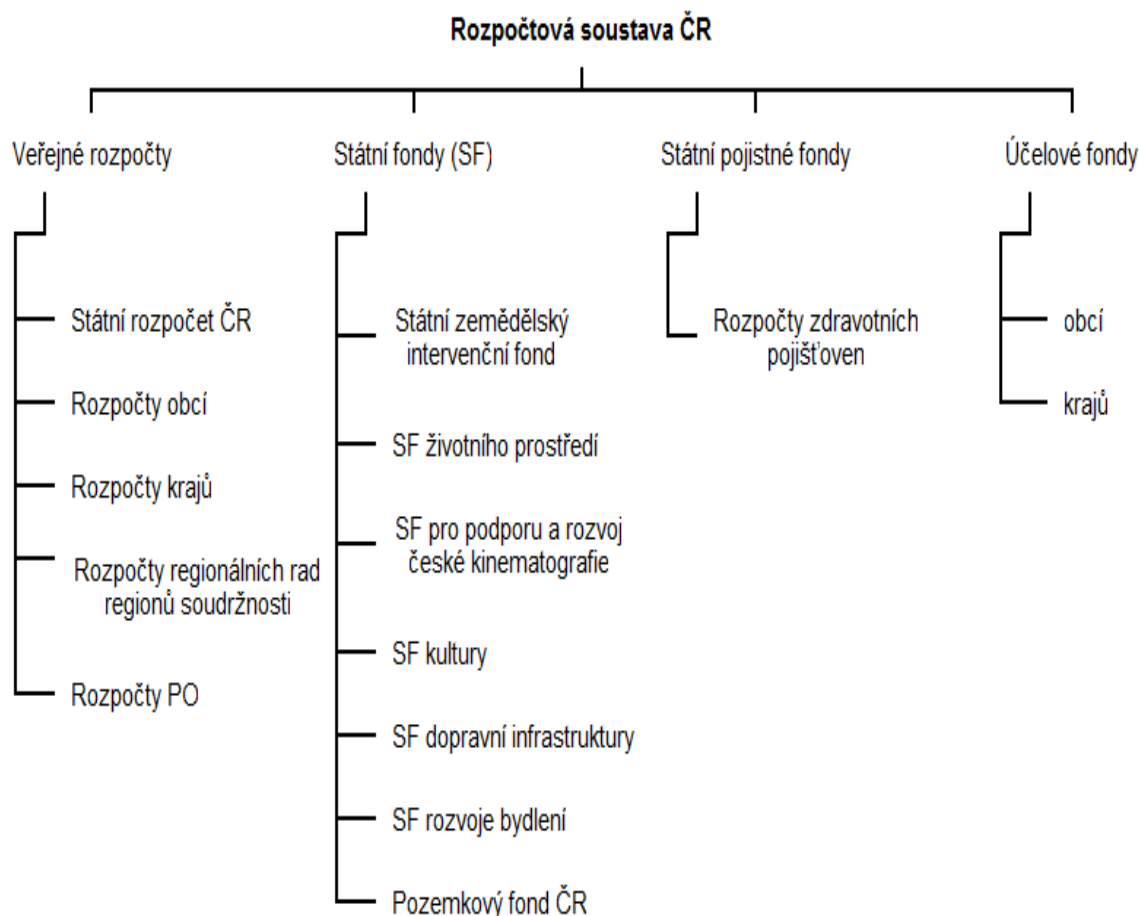 Rozpočtová soustava ČR
Veřejné rozpočty
Státní rozpočet ČR
Rozpočty obcí
Rozpočty krajů
Rozpočty regionálních rad
regionů soudržnosti
Rozpočty PO
Státní fondy (SF)
Státní zemědělský
intervenční fond
SF životního prostředí
SF pro podporu a rozvoj
české kinematografie
SF kultury
SF dopravní infrastruktury
SF rozvoje bydlení
Pozemkový fond ČR
Státní pojistné fondy
Rozpočty zdravotních
pojišťoven
Účelové fondy
obcí
krajů